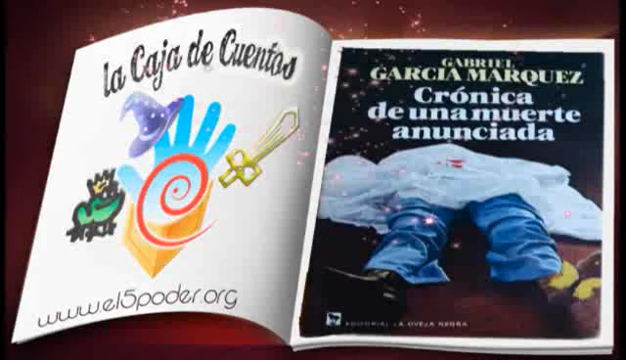 la Caja de Cuentos
www.el5poder.org
GABRIEL
GARCIA MARQUEZ
Crónica
de una muerte
anunciada
EDITORIAL LA OVEJA NEGRA